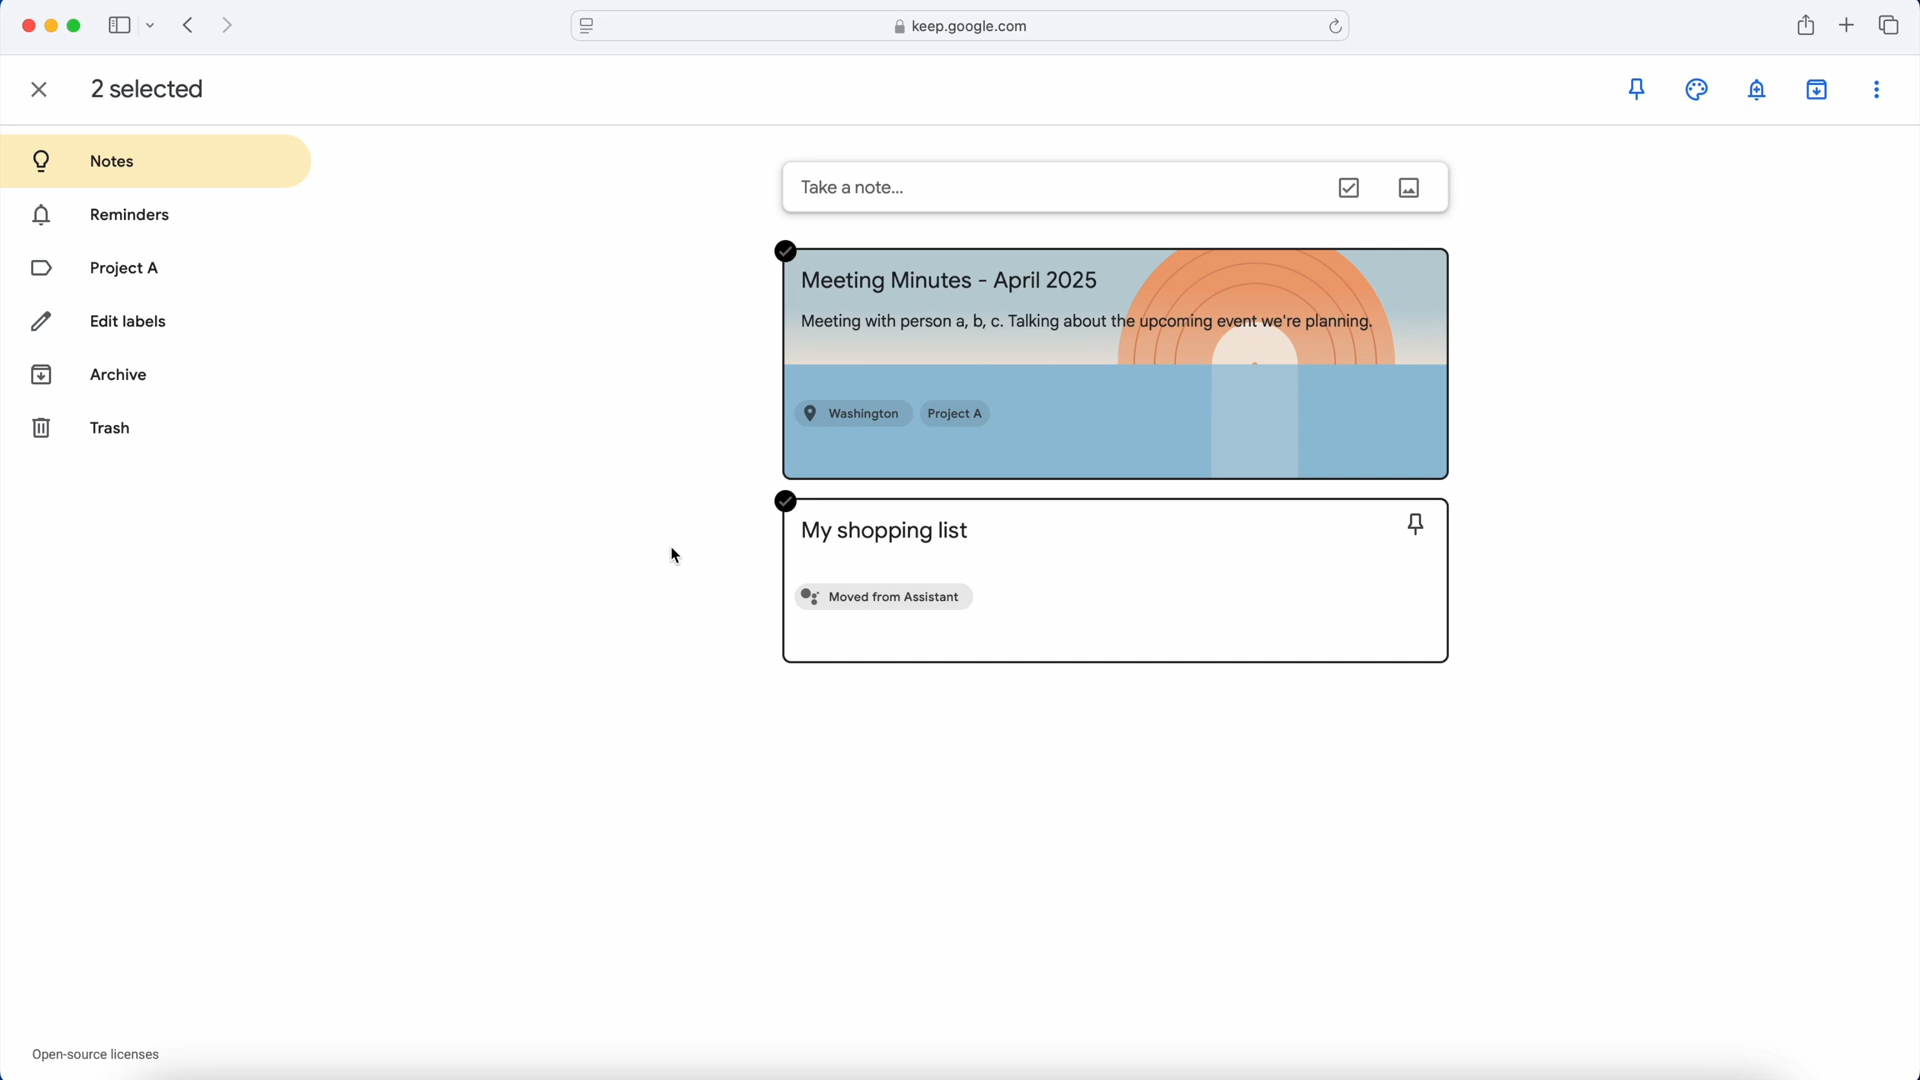 keep.google.com
2 selected
Notes
Reminders
Project A
Edit labels
Archive
Trash
Take a note...
Meeting Minutes - April 2025
Meeting with person a, b, c. Talking about the upcoming event we're planning.
Washington
Project A
My shopping list
Moved from Assistant
Open-source licenses